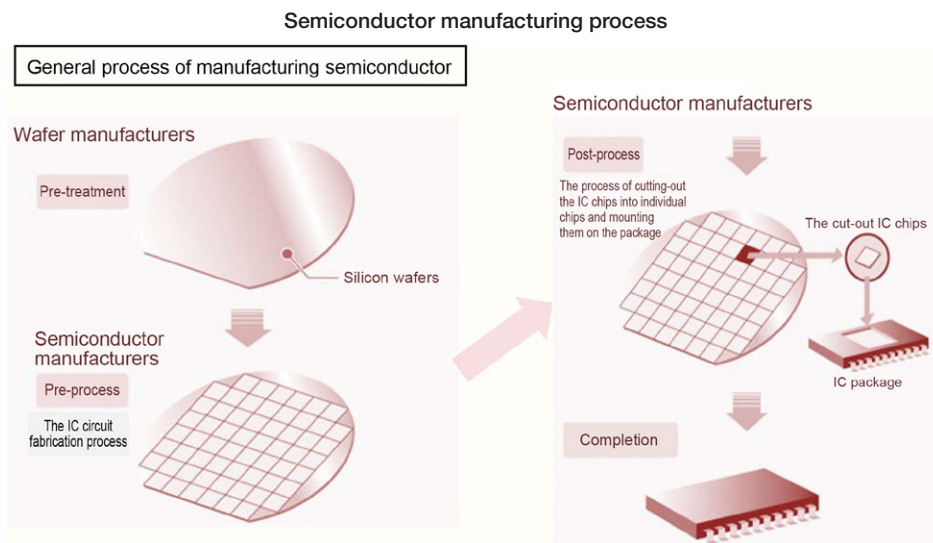 Semiconductor manufacturing process
General process of manufacturing semiconductor
Wafer manufacturers
Pre-treatment
Silicon wafers
Semiconductor
manufacturers
Pre-process
The IC circuit
fabrication process
Semiconductor manufacturers
Post-process
The process of cutting-out
the IC chips into individual
chips and mounting
them on the package
The cut-out IC chips
IC package
Completion